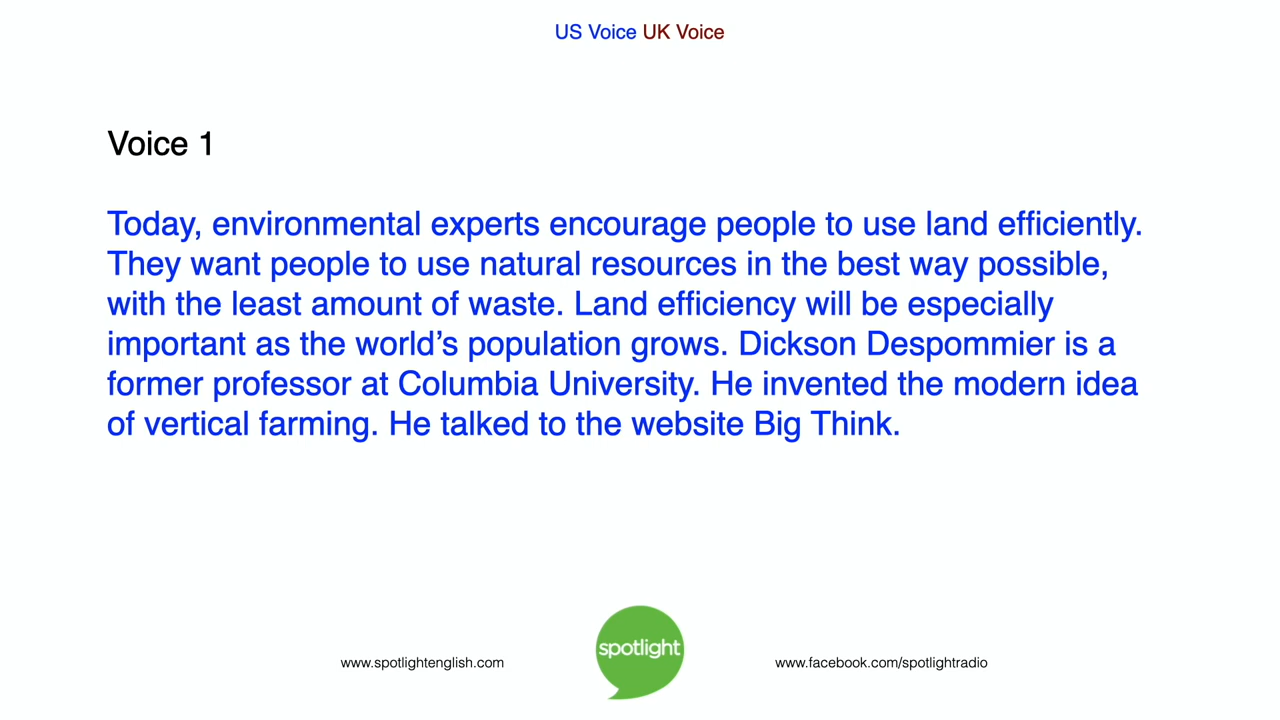 US Voice UK Voice
Voice 1
Today, environmental experts encourage people to use land efficiently.
They want people to use natural resources in the best way possible,
with the least amount of waste. Land efficiency will be especially
important as the world’s population grows. Dickson Despommier is a
former professor at Columbia University. He invented the modern idea
of vertical farming. He talked to the website Big Think.
www.spotlightenglish.com
spotlight
www.facebook.com/spotlightradio